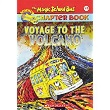 The Magic School Bus
CHAPTER BOOK
VOYAGE TO THE
VOLCANO